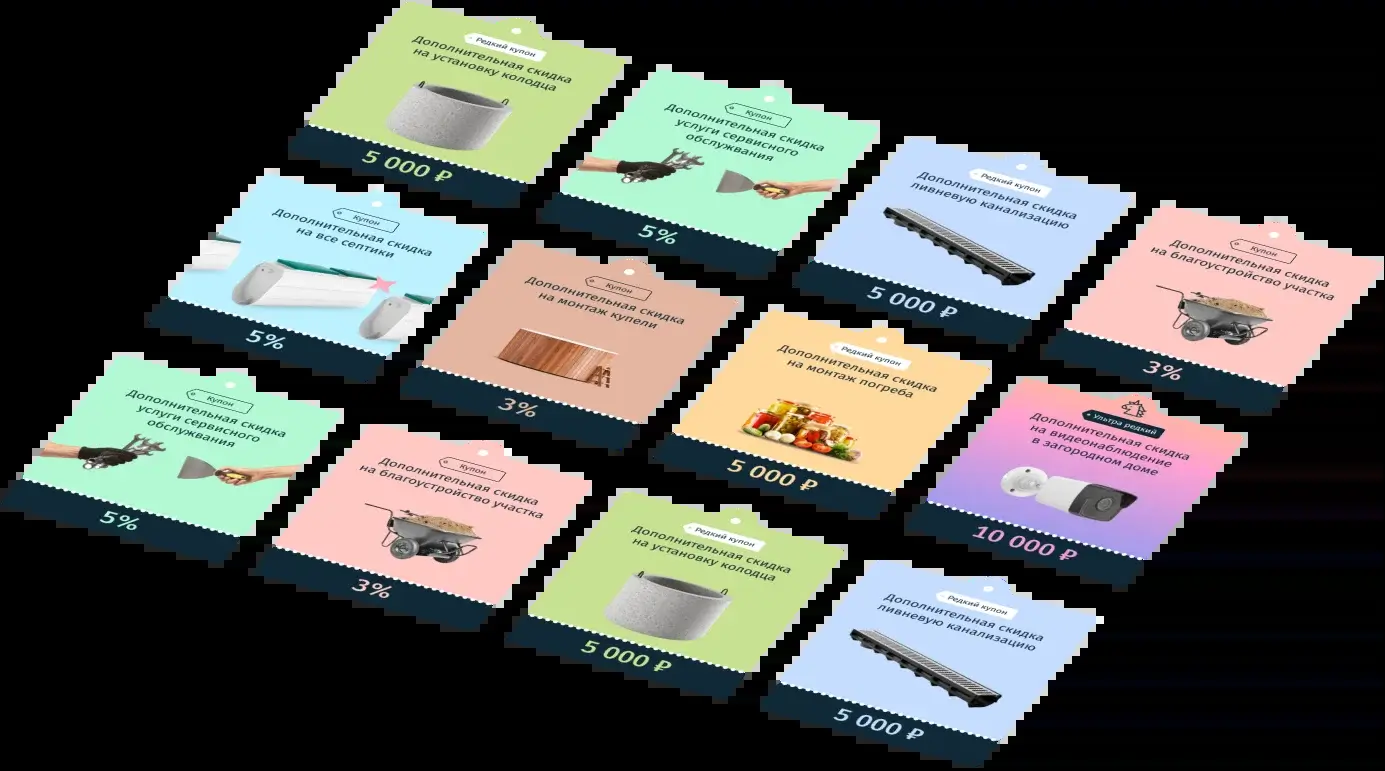 Редкий купон
Дополнительная скидка
на установку колодца
5 000 ₽
Купон
Дополнительная скидка
услуги сервисного
обслужвания
5%
Редкий купон
Дополнительная скидка
ливневую канализацию
5 000 ₽
Купон
Дополнительная скидка
на благоустройство участка
3%
Купон
Дополнительная скидка
на все септики
5%
Купон
Дополнительная скидка
на монтаж купели
3%
Редкий купон
Дополнительная скидка
на монтаж погреба
5 000 ₽
Ультра редкий
Дополнительная скидка
на видеонаблюдение
в загородном доме
10 000 ₽
Купон
Дополнительная скидка
услуги сервисного
обслужвания
5%
Купон
Дополнительная скидка
на благоустройство участка
3%
Редкий купон
Дополнительная скидка
на установку колодца
5 000 ₽
Редкий купон
Дополнительная скидка
ливневую канализацию
5 000 ₽